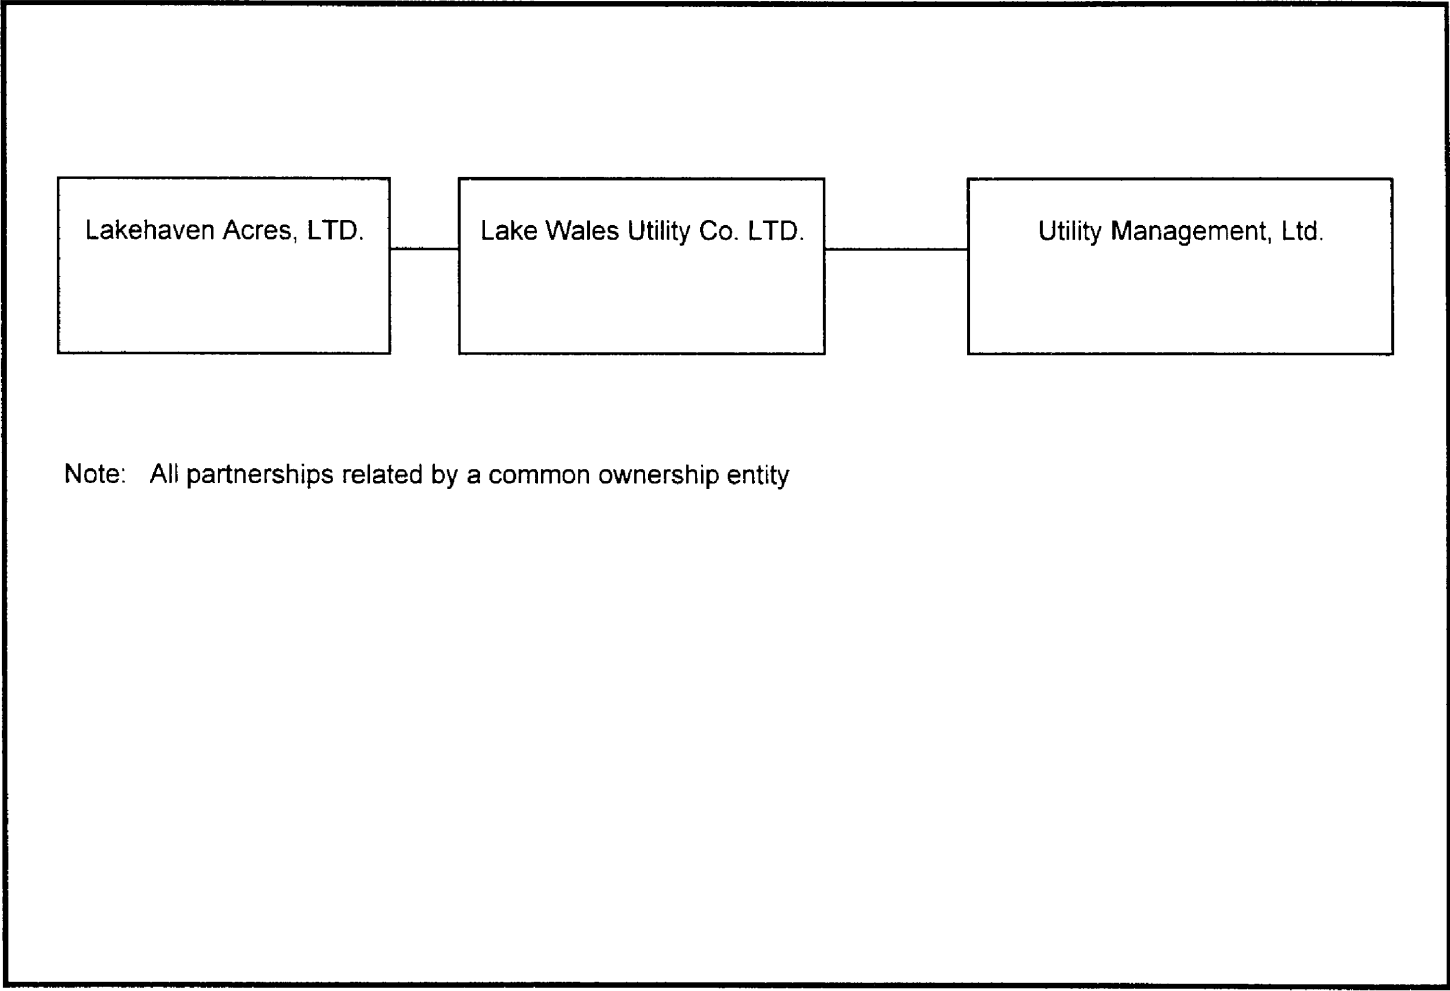 Lakehaven Acres, LTD.
Lake Wales Utility Co. LTD.
Utility Management, Ltd.
Note: All partnerships related by a common ownership entity